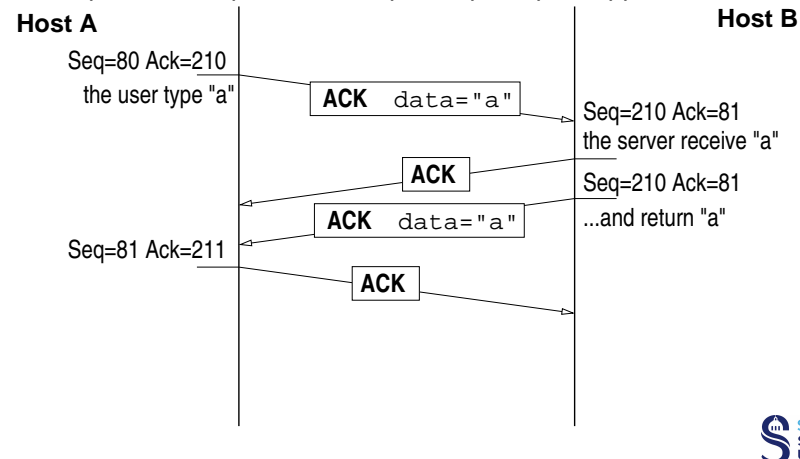 Host A
Host B
Seq=80 Ack=210
the user type "a"
ACK data="a"
Seq=210 Ack=81
the server receive "a"
ACK
Seq=210 Ack=81
...and return "a"
ACK data="a"
Seq=81 Ack=211
ACK